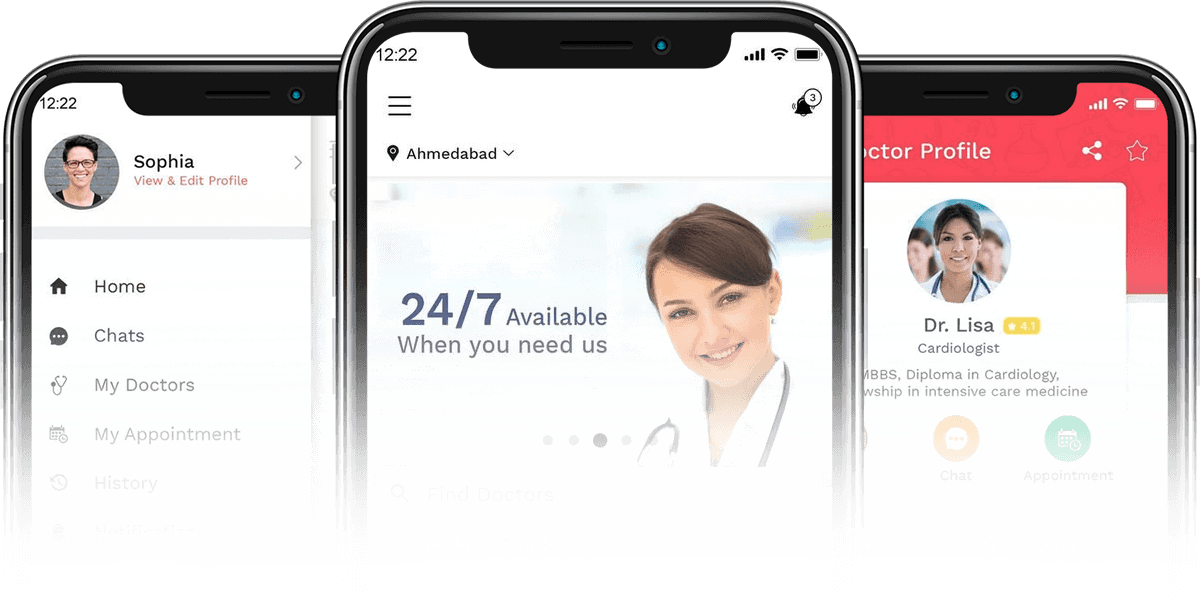 12:22
Sophia
View & Edit Profile
Home
Chats
My Doctors
My Appointment
History
Notification
12:22
3
Ahmedabad
24/7 Available
When you need us
Find Doctors
ctor Profile
Dr. Lisa 4.1
Cardiologist
MBBS, Diploma in Cardiology,
wship in intensive care medicine
Chat
Appointment